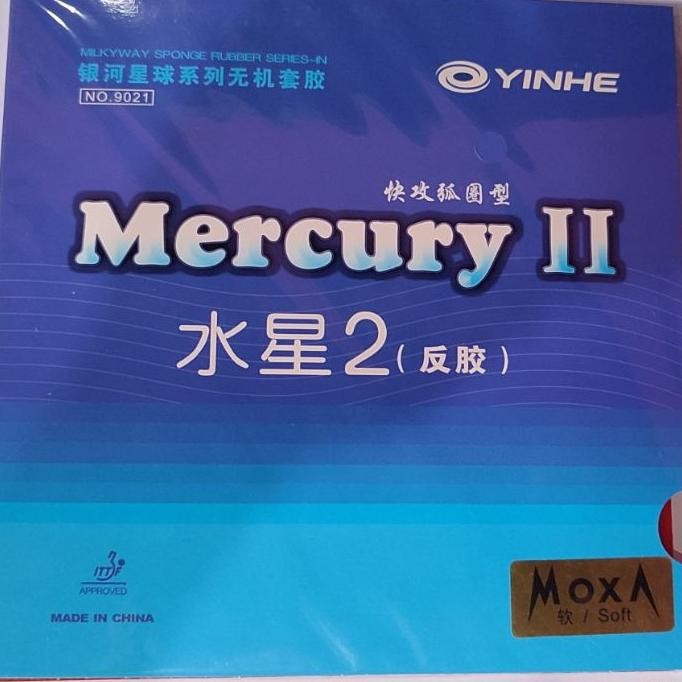 MILKYWAY SPONGE RUBBER SERIES-IN
银河星球系列无机套胶
NO.9021
YINHE
快攻弧圈型
Mercury II
水星2(反胶)
ITTF
APPROVED
MADE IN CHINA
MOXA
软 / Soft